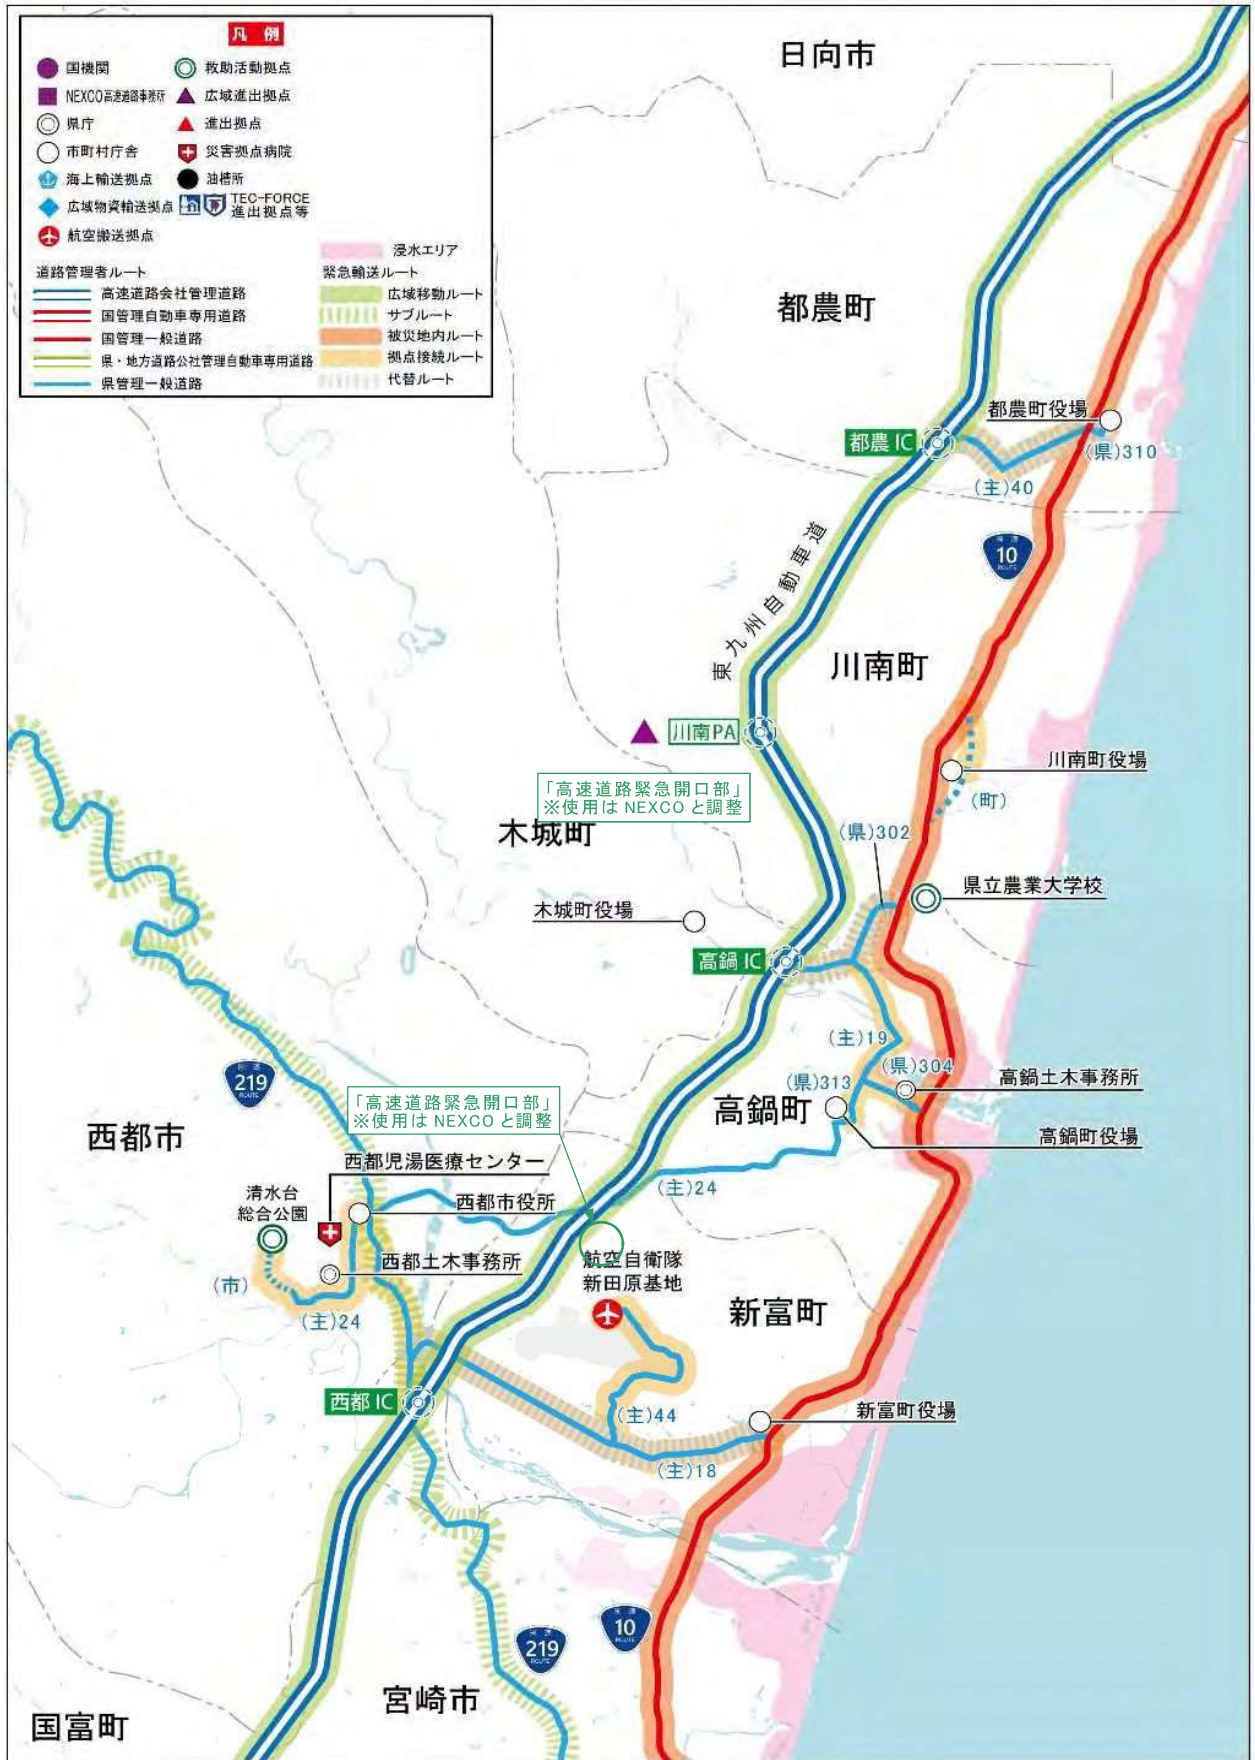 凡 例
国機関
救助活動拠点
NEXCO高速道路事務所
広域進出拠点
県庁
進出拠点
市町村庁舎
災害拠点病院
海上輸送拠点
油槽所
広域物資輸送拠点
TEC-FORCE
進出拠点等
航空搬送拠点
浸水エリア
道路管理者ルート
高速道路会社管理道路
国管理自動車専用道路
国管理一般道路
県・地方道路公社管理自動車専用道路
県管理一般道路
緊急輸送ルート
広域移動ルート
サブルート
被災地内ルート
拠点接続ルート
代替ルート
日向市
都農町
都農町役場
都農 IC
(県)310
(主)40
東九州自動車道
国道
10
ROUTE
川南町
川南PA
川南町役場
(町)
「高速道路緊急開口部」
※使用は NEXCO と調整
木城町
(県)302
県立農業大学校
木城町役場
高鍋 IC
(主)19
(県)304
(県)313
高鍋土木事務所
高鍋町
高鍋町役場
国道
219
ROUTE
「高速道路緊急開口部」
※使用は NEXCO と調整
西都市
西都児湯医療センター
(主)24
清水台
総合公園
西都市役所
西都土木事務所
航空自衛隊
新田原基地
(市)
(主)24
新富町
西都 IC
(主)44
新富町役場
(主)18
国道
10
ROUTE
国道
219
ROUTE
宮崎市
国富町